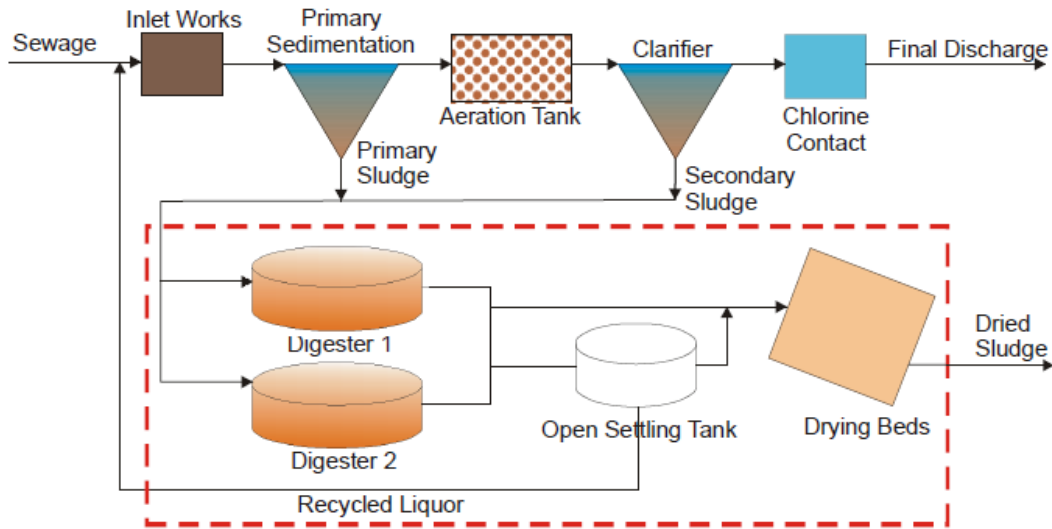 Inlet Works
Primary
Sedimentation
Sewage
Clarifier
Final Discharge
Aeration Tank
Chlorine
Contact
Primary
Sludge
Secondary
Sludge
Digester 1
Dried
Sludge
Open Settling Tank
Drying Beds
Digester 2
Recycled Liquor